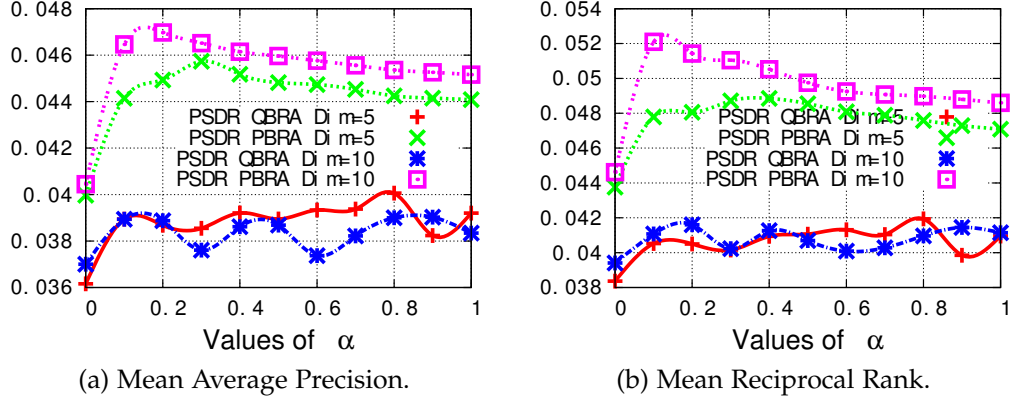 0.048
0.046
0.044
0.042
0.04
0.038
0.036
PSDR QBRA Dim=5
PSDR PBRA Dim=5
PSDR QBRA Dim=10
PSDR PBRA Dim=10
0 0.2 0.4 0.6 0.8 1
Values of α
(a) Mean Average Precision.
0.054
0.052
0.05
0.048
0.046
0.044
0.042
0.04
0.038
PSDR QBRA Dim=5
PSDR PBRA Dim=5
PSDR QBRA Dim=10
PSDR PBRA Dim=10
0 0.2 0.4 0.6 0.8 1
Values of α
(b) Mean Reciprocal Rank.